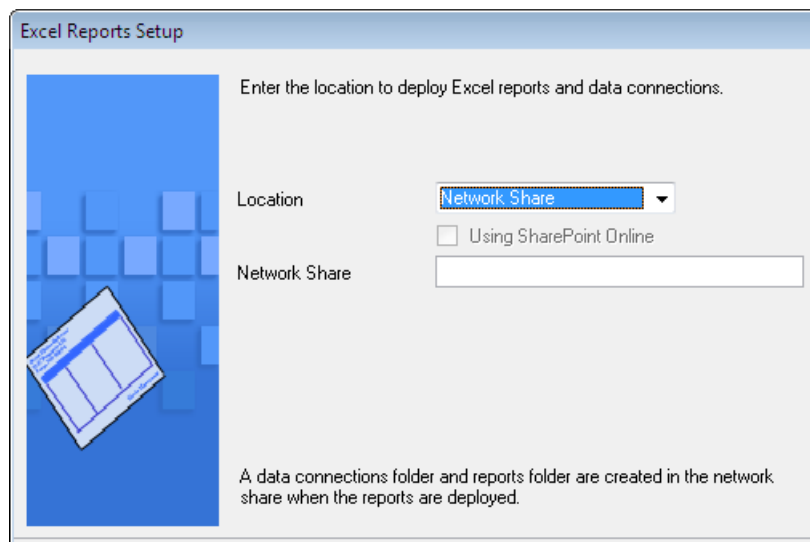 Excel Reports Setup
Enter the location to deploy Excel reports and data connections.
Location
Network Share
Using SharePoint Online
Network Share
A data connections folder and reports folder are created in the network
share when the reports are deployed.